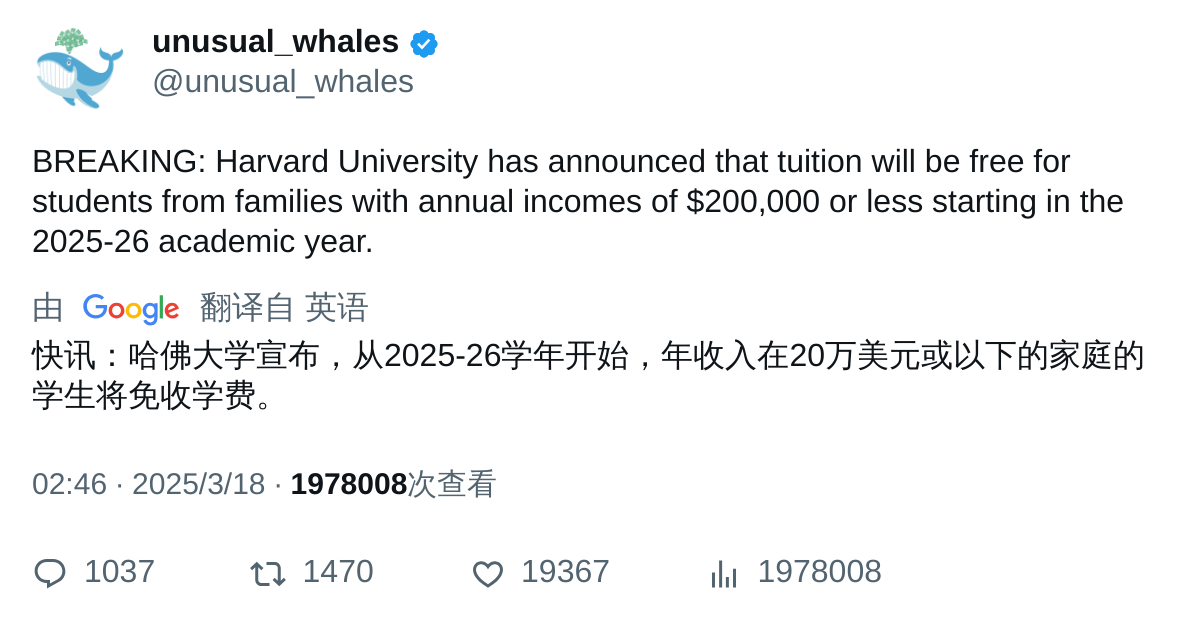 unusual_whales
@unusual_whales
BREAKING: Harvard University has announced that tuition will be free for
students from families with annual incomes of $200,000 or less starting in the
2025-26 academic year.
由 Google 翻译自 英语
快讯：哈佛大学宣布，从2025-26学年开始，年收入在20万美元或以下的家庭的
学生将免收学费。
02:46 · 2025/3/18 · 1978008次查看
1037 1470 19367 1978008